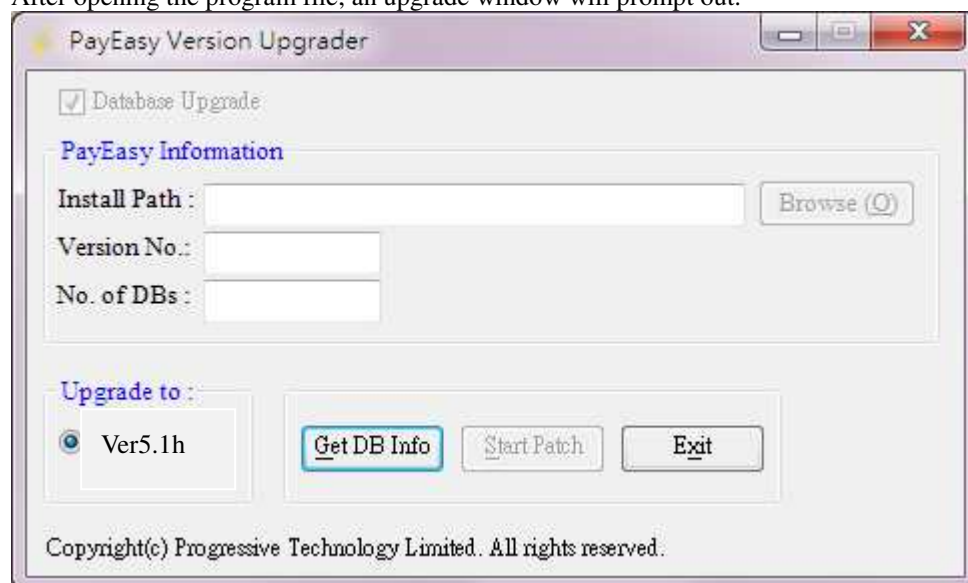 After opening the program file, an upgrade window will prompt out.
PayEasy Version Upgrader
Database Upgrade
PayEasy Information
Install Path :
Browse (O)
Version No.:
No. of DBs :
Upgrade to :
Ver5.1h
Get DB Info
Start Patch
Exit
Copyright(c) Progressive Technology Limited. All rights reserved.